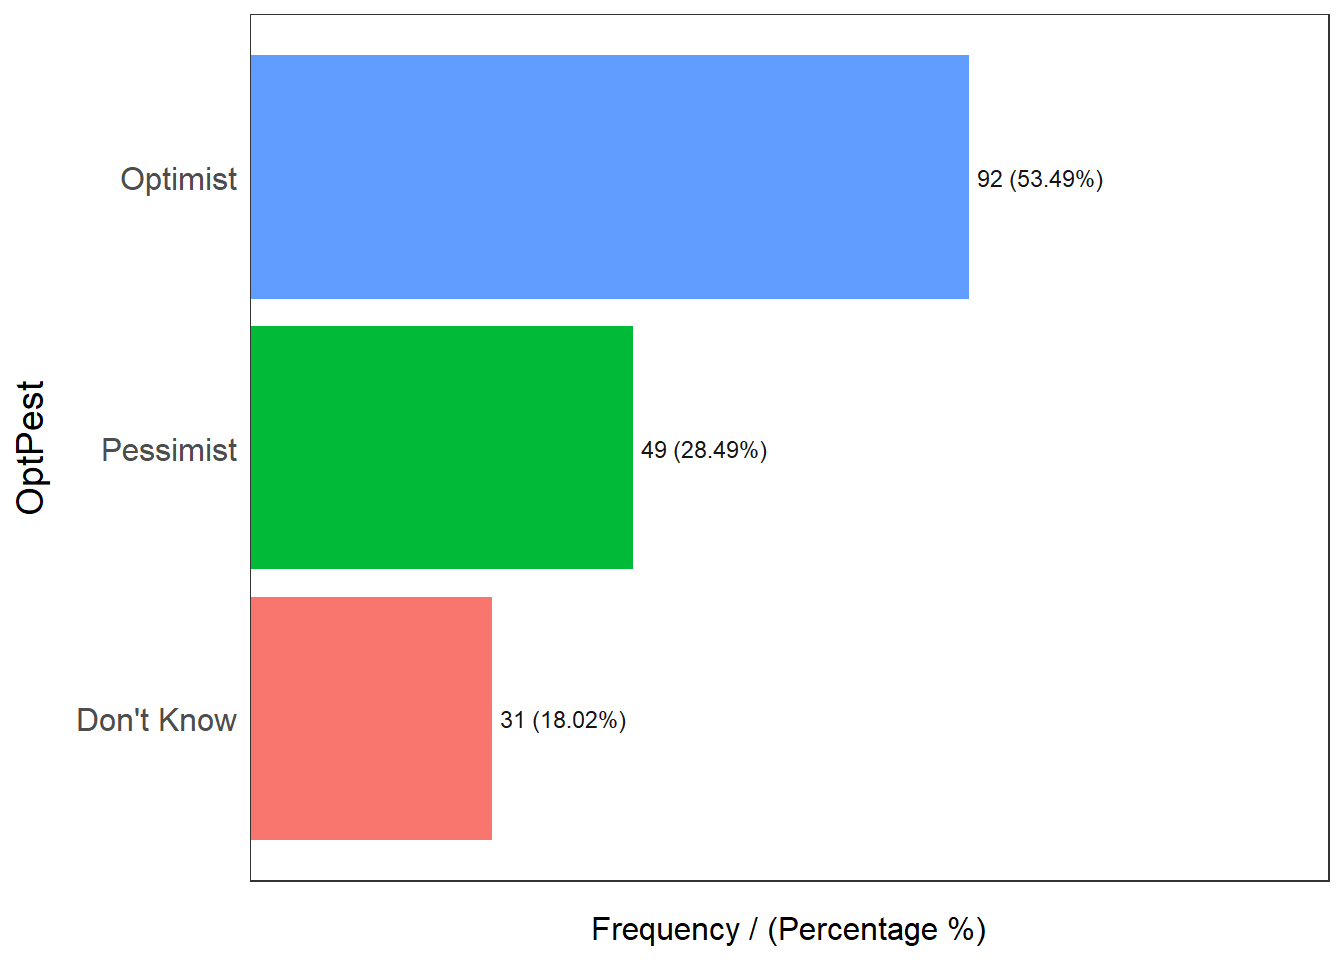 OptPest
Optimist
92 (53.49%)
Pessimist
49 (28.49%)
Don't Know
31 (18.02%)
Frequency / (Percentage %)